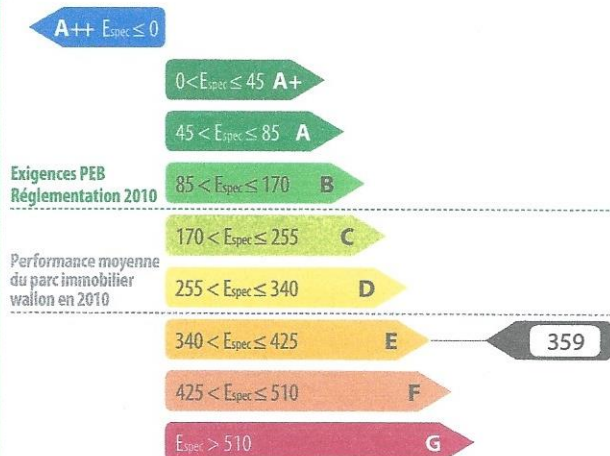 A++ Espec ≤ 0
0 < Espec ≤ 45 A+
45 < Espec ≤ 85 A
Exigences PEB
Réglementation 2010
85 < Espec ≤ 170 B
170 < Espec ≤ 255 C
Performance moyenne
du parc immobilier
wallon en 2010
255 < Espec ≤ 340 D
340 < Espec ≤ 425 E
359
425 < Espec ≤ 510 F
Espec > 510 G